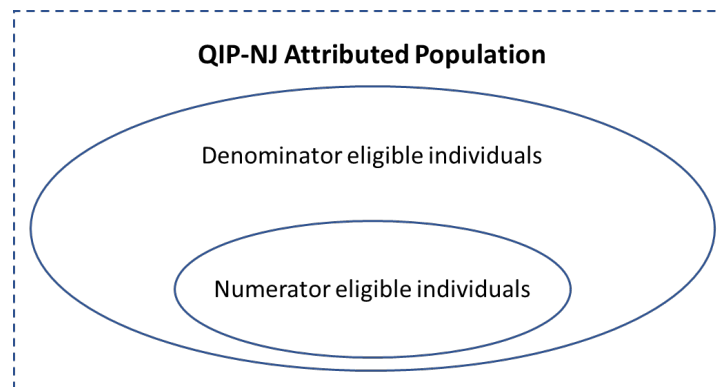 QIP-NJ Attributed Population
Denominator eligible individuals
Numerator eligible individuals